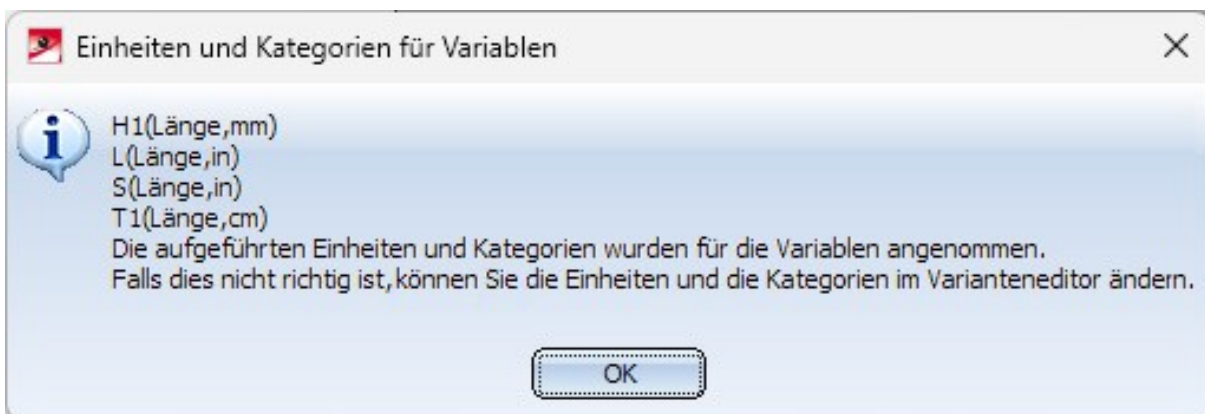 Einheiten und Kategorien für Variablen
H1(Länge,mm)
L(Länge,in)
S(Länge,in)
T1(Länge,cm)
Die aufgeführten Einheiten und Kategorien wurden für die Variablen angenommen.
Falls dies nicht richtig ist,können Sie die Einheiten und die Kategorien im Varianteneditor ändern.
OK